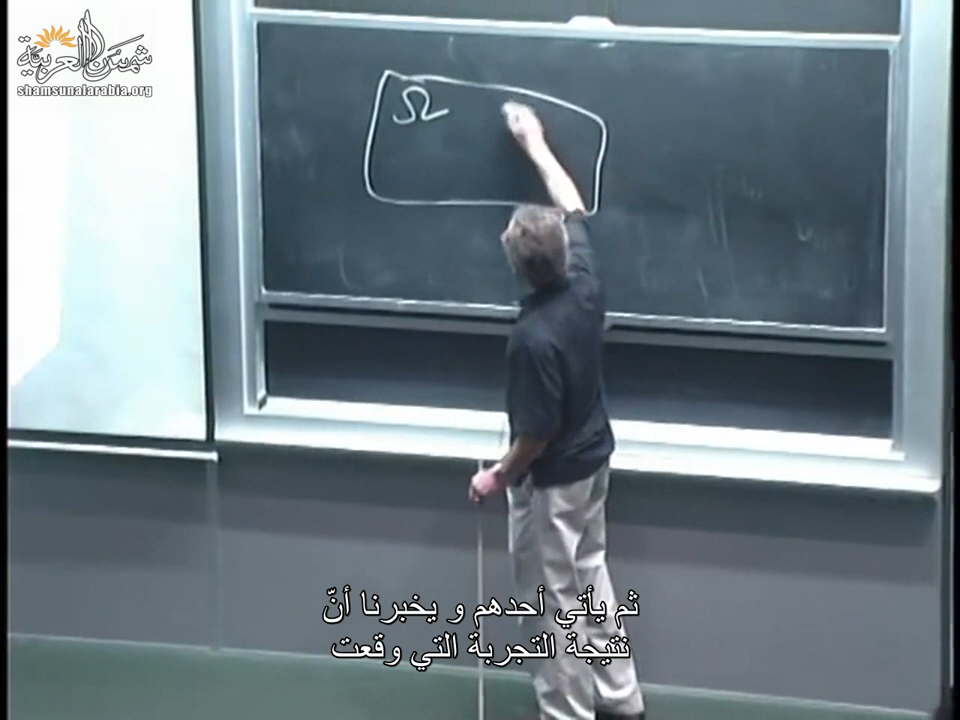 شمس العربية
shamsunalarabia.org
Ω
ثم يأتي أحدهم و يخبرنا أنّ
نتيجة التجربة التي وقعت